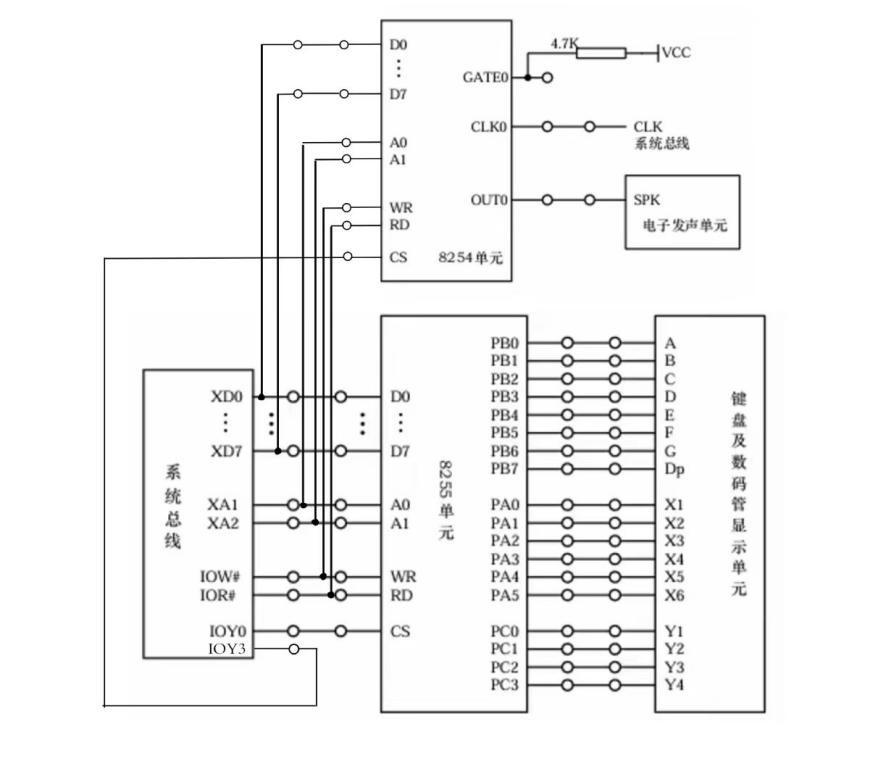 D0
⋮
D7
A0
A1
WR
RD
CS
GATE0
CLK0
OUT0
8254单元
4.7K
VCC
CLK
系统总线
SPK
电子发声单元
XD0
⋮
XD7
XA1
XA2
IOW#
IOR#
IOY0
IOY3
系统总线
⋮
⋮
D0
⋮
D7
A0
A1
WR
RD
CS
8255单元
PB0
PB1
PB2
PB3
PB4
PB5
PB6
PB7
PA0
PA1
PA2
PA3
PA4
PA5
PC0
PC1
PC2
PC3
A
B
C
D
E
F
G
Dp
X1
X2
X3
X4
X5
X6
Y1
Y2
Y3
Y4
键盘及数码管显示单元